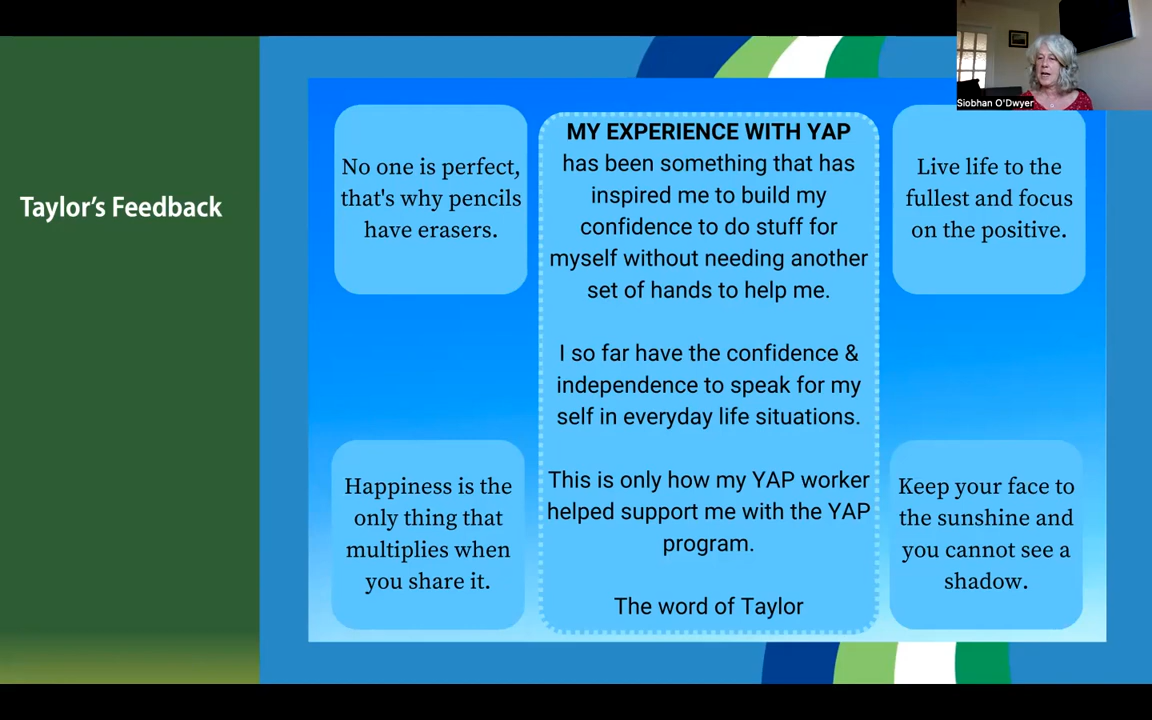 Siobhan O'Dwyer
Taylor's Feedback
No one is perfect,
that's why pencils
have erasers.
MY EXPERIENCE WITH YAP
has been something that has
inspired me to build my
confidence to do stuff for
myself without needing another
set of hands to help me.
I so far have the confidence &
independence to speak for my
self in everyday life situations.
This is only how my YAP worker
helped support me with the YAP
program.
The word of Taylor
Live life to the
fullest and focus
on the positive.
Happiness is the
only thing that
multiplies when
you share it.
Keep your face to
the sunshine and
you cannot see a
shadow.